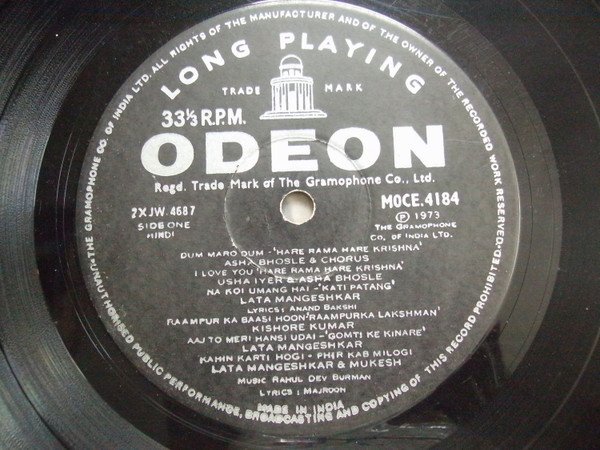 THE GRAMOPHONE CO. OF INDIA LTD. ALL RIGHTS OF THE MANUFACTURER AND OF THE OWNER OF THE RECORDED WORK RESERVED.
LONG PLAYING
TRADE MARK
33⅓ R.P.M.
ODEON
Regd. Trade Mark of The Gramophone Co., Ltd.
2XJW.4687
MOCE.4184
SIDE ONE
℗ 1973
HINDI
THE GRAMOPHONE
CO. OF INDIA LTD.
DUM MARO DUM - 'HARE RAMA HARE KRISHNA'
ASHA BHOSLE & CHORUS
I LOVE YOU 'HARE RAMA HARE KRISHNA'
USHA IYER & ASHA BHOSLE
NA KOI UMANG HAI - 'KATI PATANG'
LATA MANGESHKAR
LYRICS: ANAND BAKSHI
RAAMPUR KA BAASI HOON 'RAAMPURKA LAKSHMAN'
KISHORE KUMAR
AAJ TO MERI HANSI UDAI - 'GOMTI KE KINARE'
LATA MANGESHKAR
KAHIN KARTI HOGI - PHIR KAB MILOGI
LATA MANGESHKAR & MUKESH
MUSIC RAHUL DEV BURMAN
LYRICS : MAJROOH
UNAUTHORISED PUBLIC PERFORMANCE, BROADCASTING AND COPYING OF THIS RECORD PROHIBITED.
MADE IN INDIA